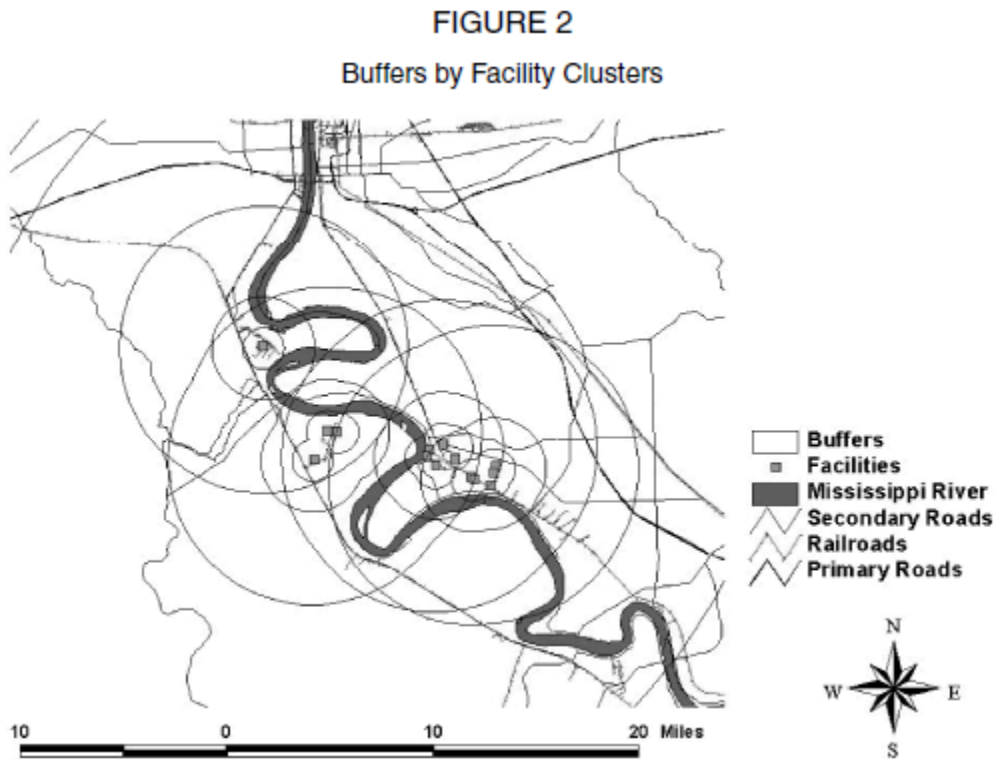 FIGURE 2
Buffers by Facility Clusters
Buffers
Facilities
Mississippi River
Secondary Roads
Railroads
Primary Roads
N
W E
S
10 0 10 20 Miles